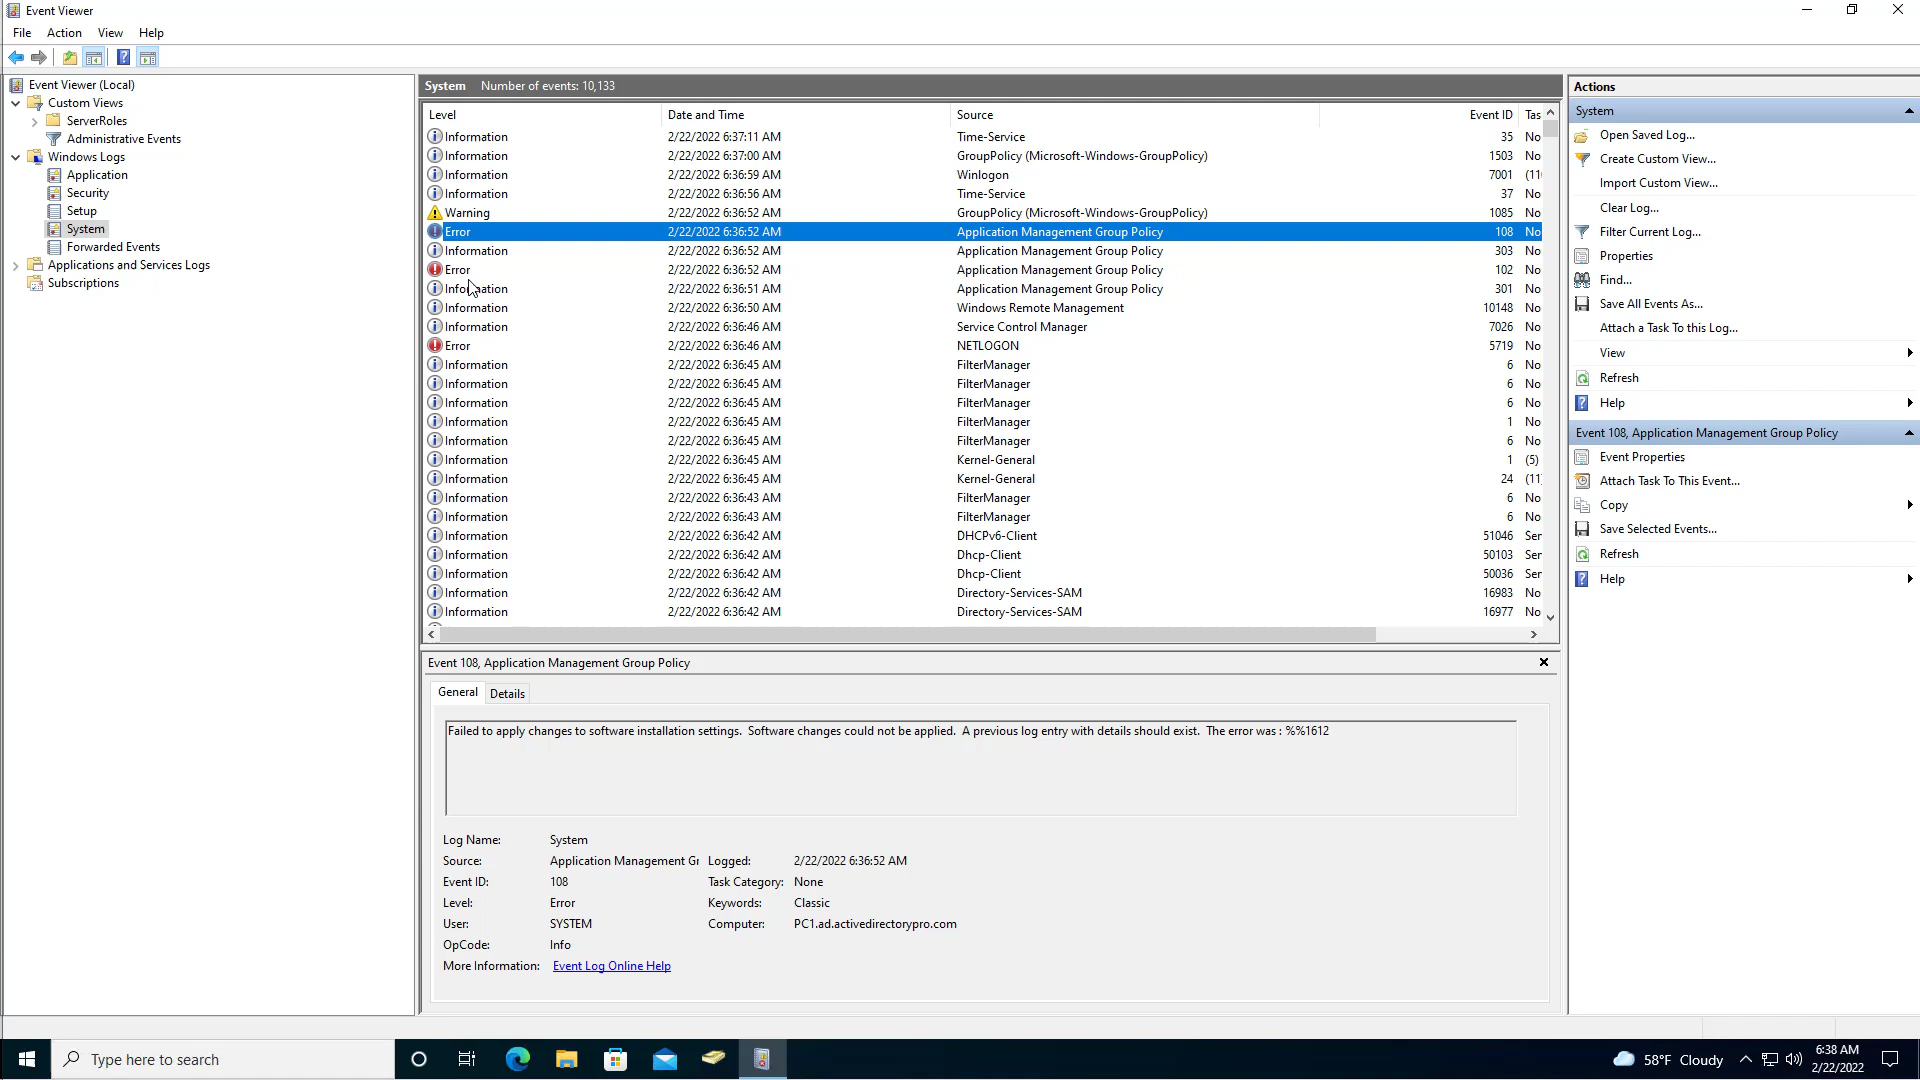 Event Viewer
File Action View Help
Event Viewer (Local)
Custom Views
ServerRoles
Administrative Events
Windows Logs
Application
Security
Setup
System
Forwarded Events
Applications and Services Logs
Subscriptions
System Number of events: 10,133
Level Date and Time Source Event ID Tas
Information 2/22/2022 6:37:11 AM Time-Service 35 No
Information 2/22/2022 6:37:00 AM GroupPolicy (Microsoft-Windows-GroupPolicy) 1503 No
Information 2/22/2022 6:36:59 AM Winlogon 7001 (110
Information 2/22/2022 6:36:56 AM Time-Service 37 No
Warning 2/22/2022 6:36:52 AM GroupPolicy (Microsoft-Windows-GroupPolicy) 1085 No
Error 2/22/2022 6:36:52 AM Application Management Group Policy 108 No
Information 2/22/2022 6:36:52 AM Application Management Group Policy 303 No
Error 2/22/2022 6:36:52 AM Application Management Group Policy 102 No
Information 2/22/2022 6:36:51 AM Application Management Group Policy 301 No
Information 2/22/2022 6:36:50 AM Windows Remote Management 10148 No
Information 2/22/2022 6:36:46 AM Service Control Manager 7026 No
Error 2/22/2022 6:36:46 AM NETLOGON 5719 No
Information 2/22/2022 6:36:45 AM FilterManager 6 No
Information 2/22/2022 6:36:45 AM FilterManager 6 No
Information 2/22/2022 6:36:45 AM FilterManager 6 No
Information 2/22/2022 6:36:45 AM FilterManager 1 No
Information 2/22/2022 6:36:45 AM FilterManager 6 No
Information 2/22/2022 6:36:45 AM Kernel-General 1 (5)
Information 2/22/2022 6:36:45 AM Kernel-General 24 (11)
Information 2/22/2022 6:36:43 AM FilterManager 6 No
Information 2/22/2022 6:36:43 AM FilterManager 6 No
Information 2/22/2022 6:36:42 AM DHCPv6-Client 51046 Ser
Information 2/22/2022 6:36:42 AM Dhcp-Client 50103 Ser
Information 2/22/2022 6:36:42 AM Dhcp-Client 50036 Ser
Information 2/22/2022 6:36:42 AM Directory-Services-SAM 16983 No
Information 2/22/2022 6:36:42 AM Directory-Services-SAM 16977 No
Event 108, Application Management Group Policy
General Details
Failed to apply changes to software installation settings. Software changes could not be applied. A previous log entry with details should exist. The error was : %%1612
Log Name: System
Source: Application Management Gr Logged: 2/22/2022 6:36:52 AM
Event ID: 108 Task Category: None
Level: Error Keywords: Classic
User: SYSTEM Computer: PC1.ad.activedirectorypro.com
OpCode: Info
More Information: Event Log Online Help
Actions
System
Open Saved Log...
Create Custom View...
Import Custom View...
Clear Log...
Filter Current Log...
Properties
Find...
Save All Events As...
Attach a Task To this Log...
View
Refresh
Help
Event 108, Application Management Group Policy
Event Properties
Attach Task To This Event...
Copy
Save Selected Events...
Refresh
Help
Type here to search
58°F Cloudy
6:38 AM
2/22/2022